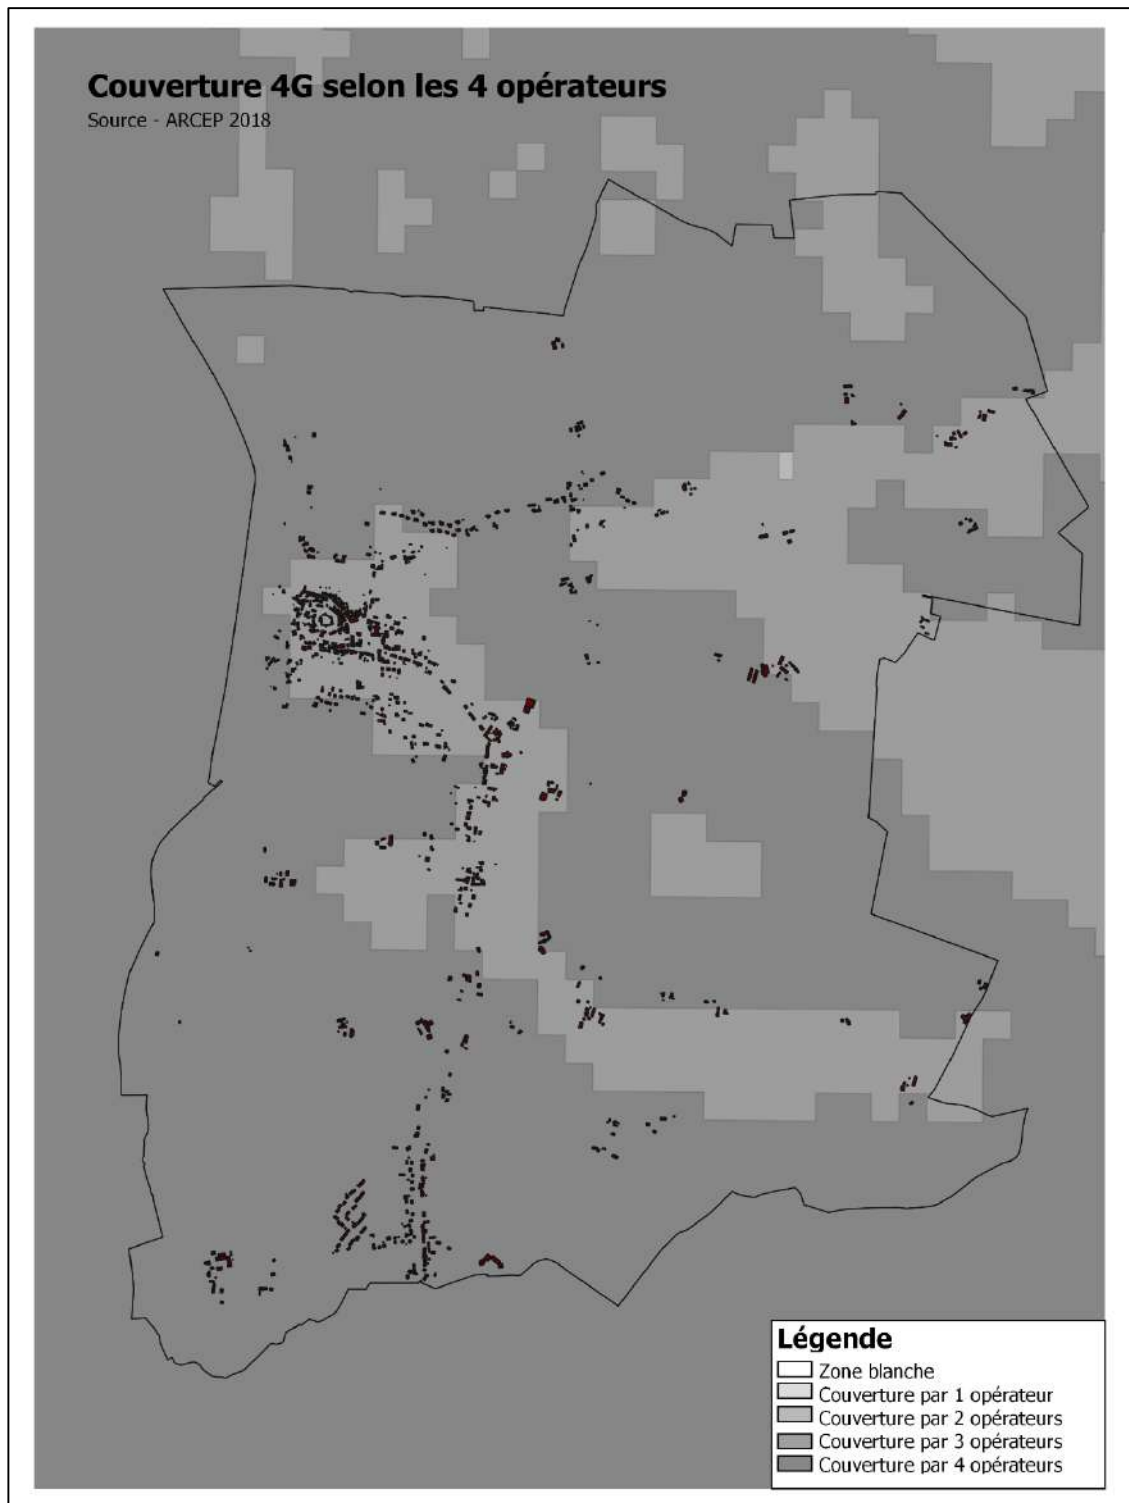 Couverture 4G selon les 4 opérateurs
Source - ARCEP 2018
Légende
Zone blanche
Couverture par 1 opérateur
Couverture par 2 opérateurs
Couverture par 3 opérateurs
Couverture par 4 opérateurs